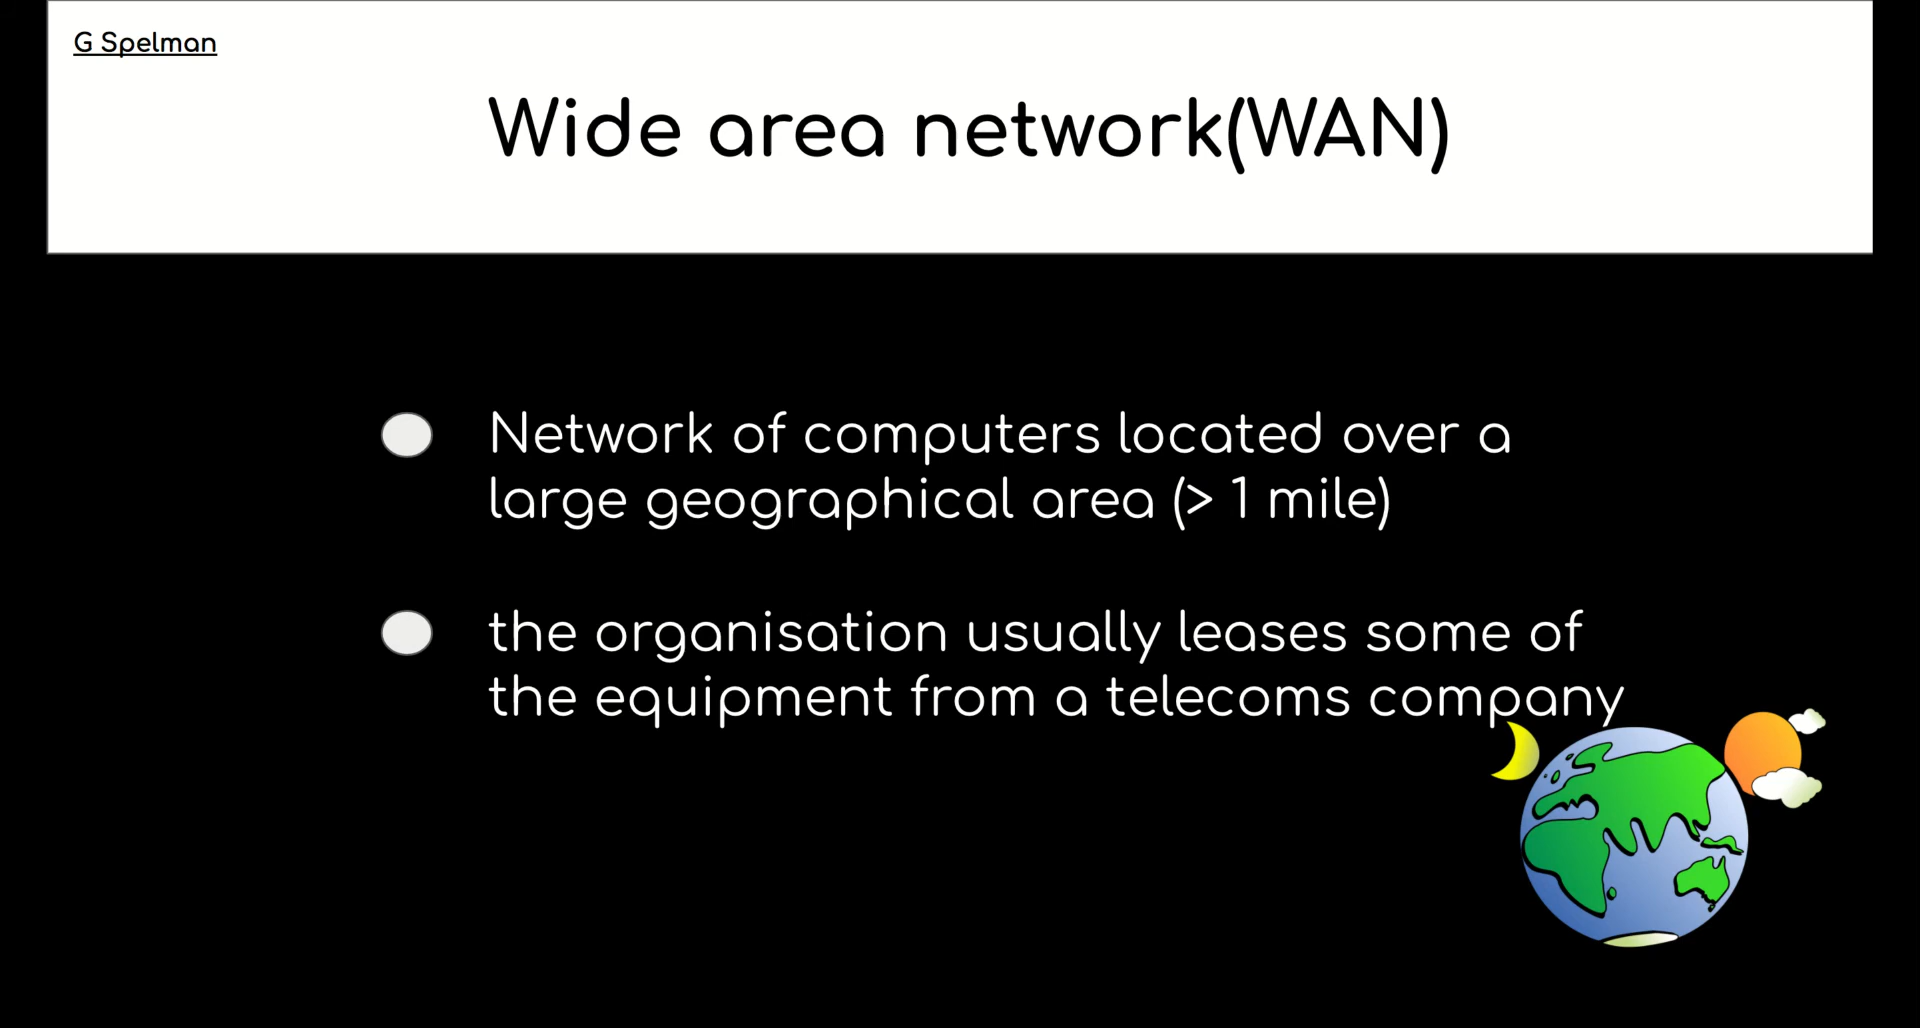 G Spelman
Wide area network(WAN)
Network of computers located over a
large geographical area (> 1 mile)
the organisation usually leases some of
the equipment from a telecoms company